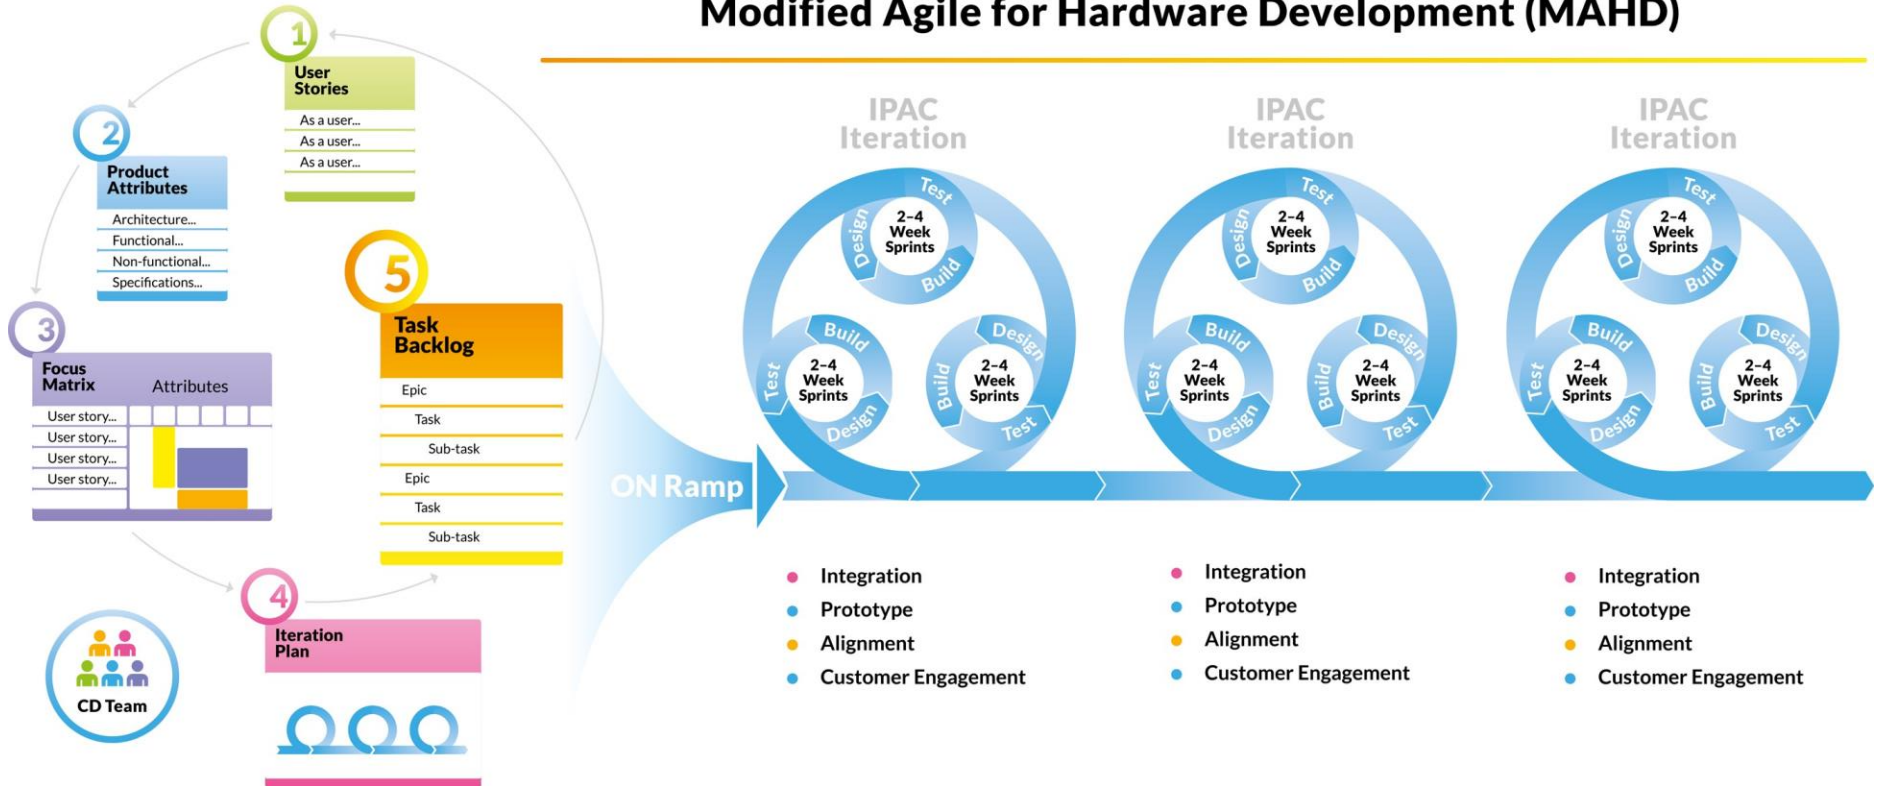 Modified Agile for Hardware Development (MAHD)
1
User
Stories
As a user...
As a user...
As a user...
2
Product
Attributes
Architecture...
Functional...
Non-functional...
Specifications...
3
Focus
Matrix
Attributes
User story...
User story...
User story...
User story...
4
Iteration
Plan
5
Task
Backlog
Epic
Task
Sub-task
Epic
Task
Sub-task
CD Team
ON Ramp
IPAC
Iteration
Test
Design
Build
2–4
Week
Sprints
Build
Test
Design
2–4
Week
Sprints
Design
Build
Test
2–4
Week
Sprints
Integration
Prototype
Alignment
Customer Engagement
IPAC
Iteration
Test
Design
Build
2–4
Week
Sprints
Build
Test
Design
2–4
Week
Sprints
Design
Build
Test
2–4
Week
Sprints
Integration
Prototype
Alignment
Customer Engagement
IPAC
Iteration
Test
Design
Build
2–4
Week
Sprints
Build
Test
Design
2–4
Week
Sprints
Design
Build
Test
2–4
Week
Sprints
Integration
Prototype
Alignment
Customer Engagement